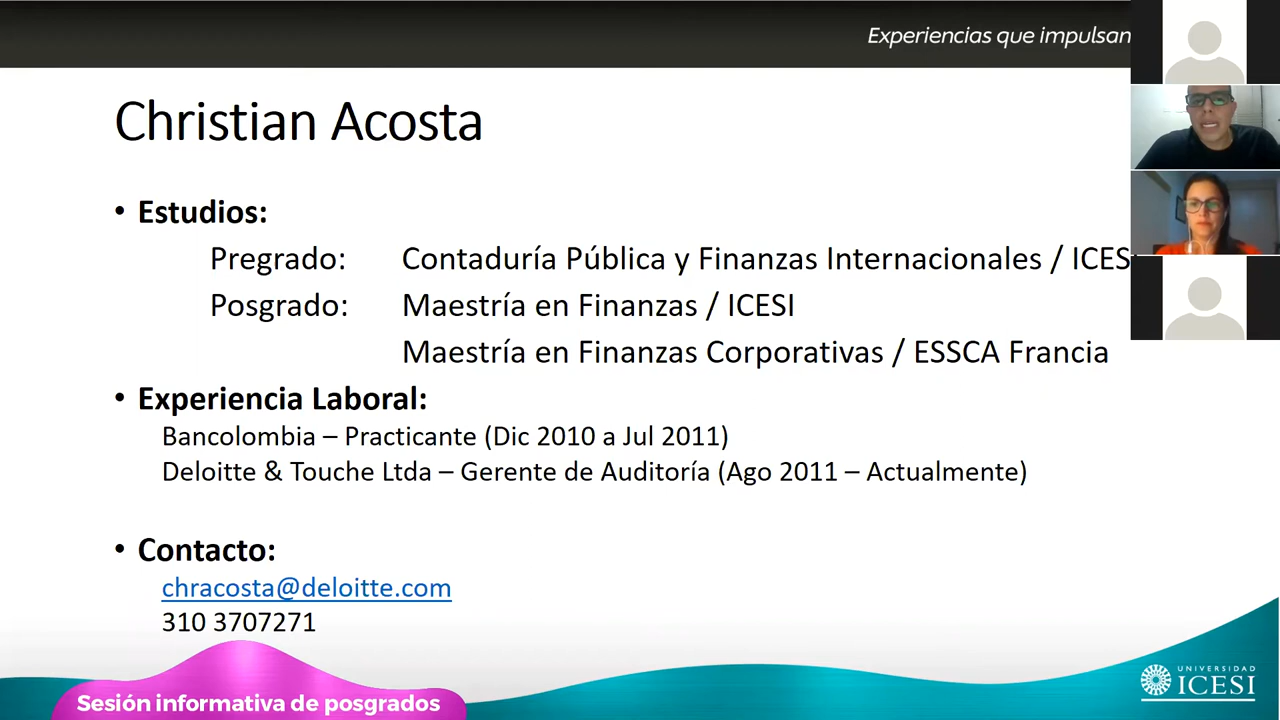 Experiencias que impulsan
Christian Acosta
• Estudios:
Pregrado: Contaduría Pública y Finanzas Internacionales / ICES
Posgrado: Maestría en Finanzas / ICESI
Maestría en Finanzas Corporativas / ESSCA Francia
• Experiencia Laboral:
Bancolombia – Practicante (Dic 2010 a Jul 2011)
Deloitte & Touche Ltda – Gerente de Auditoría (Ago 2011 – Actualmente)
• Contacto:
chracosta@deloitte.com
310 3707271
Sesión informativa de posgrados
UNIVERSIDAD
ICESI